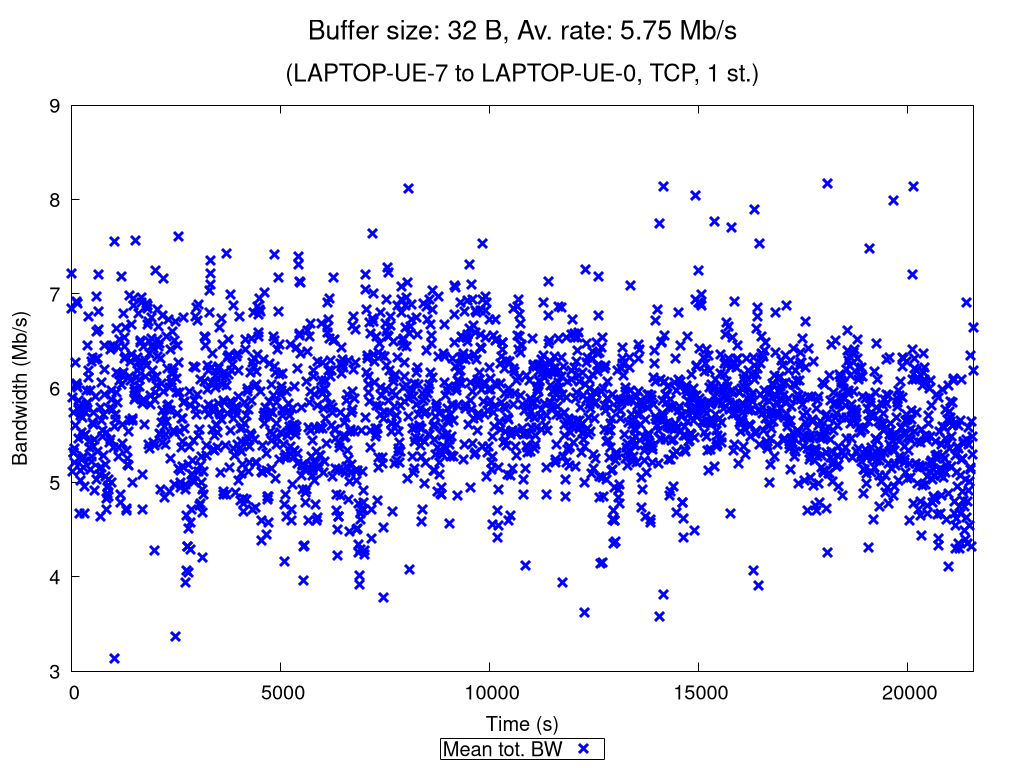 Buffer size: 32 B, Av. rate: 5.75 Mb/s
(LAPTOP-UE-7 to LAPTOP-UE-0, TCP, 1 st.)
9
8
7
6
5
4
3
Bandwidth (Mb/s)
0 5000 10000 15000 20000
Time (s)
Mean tot. BW